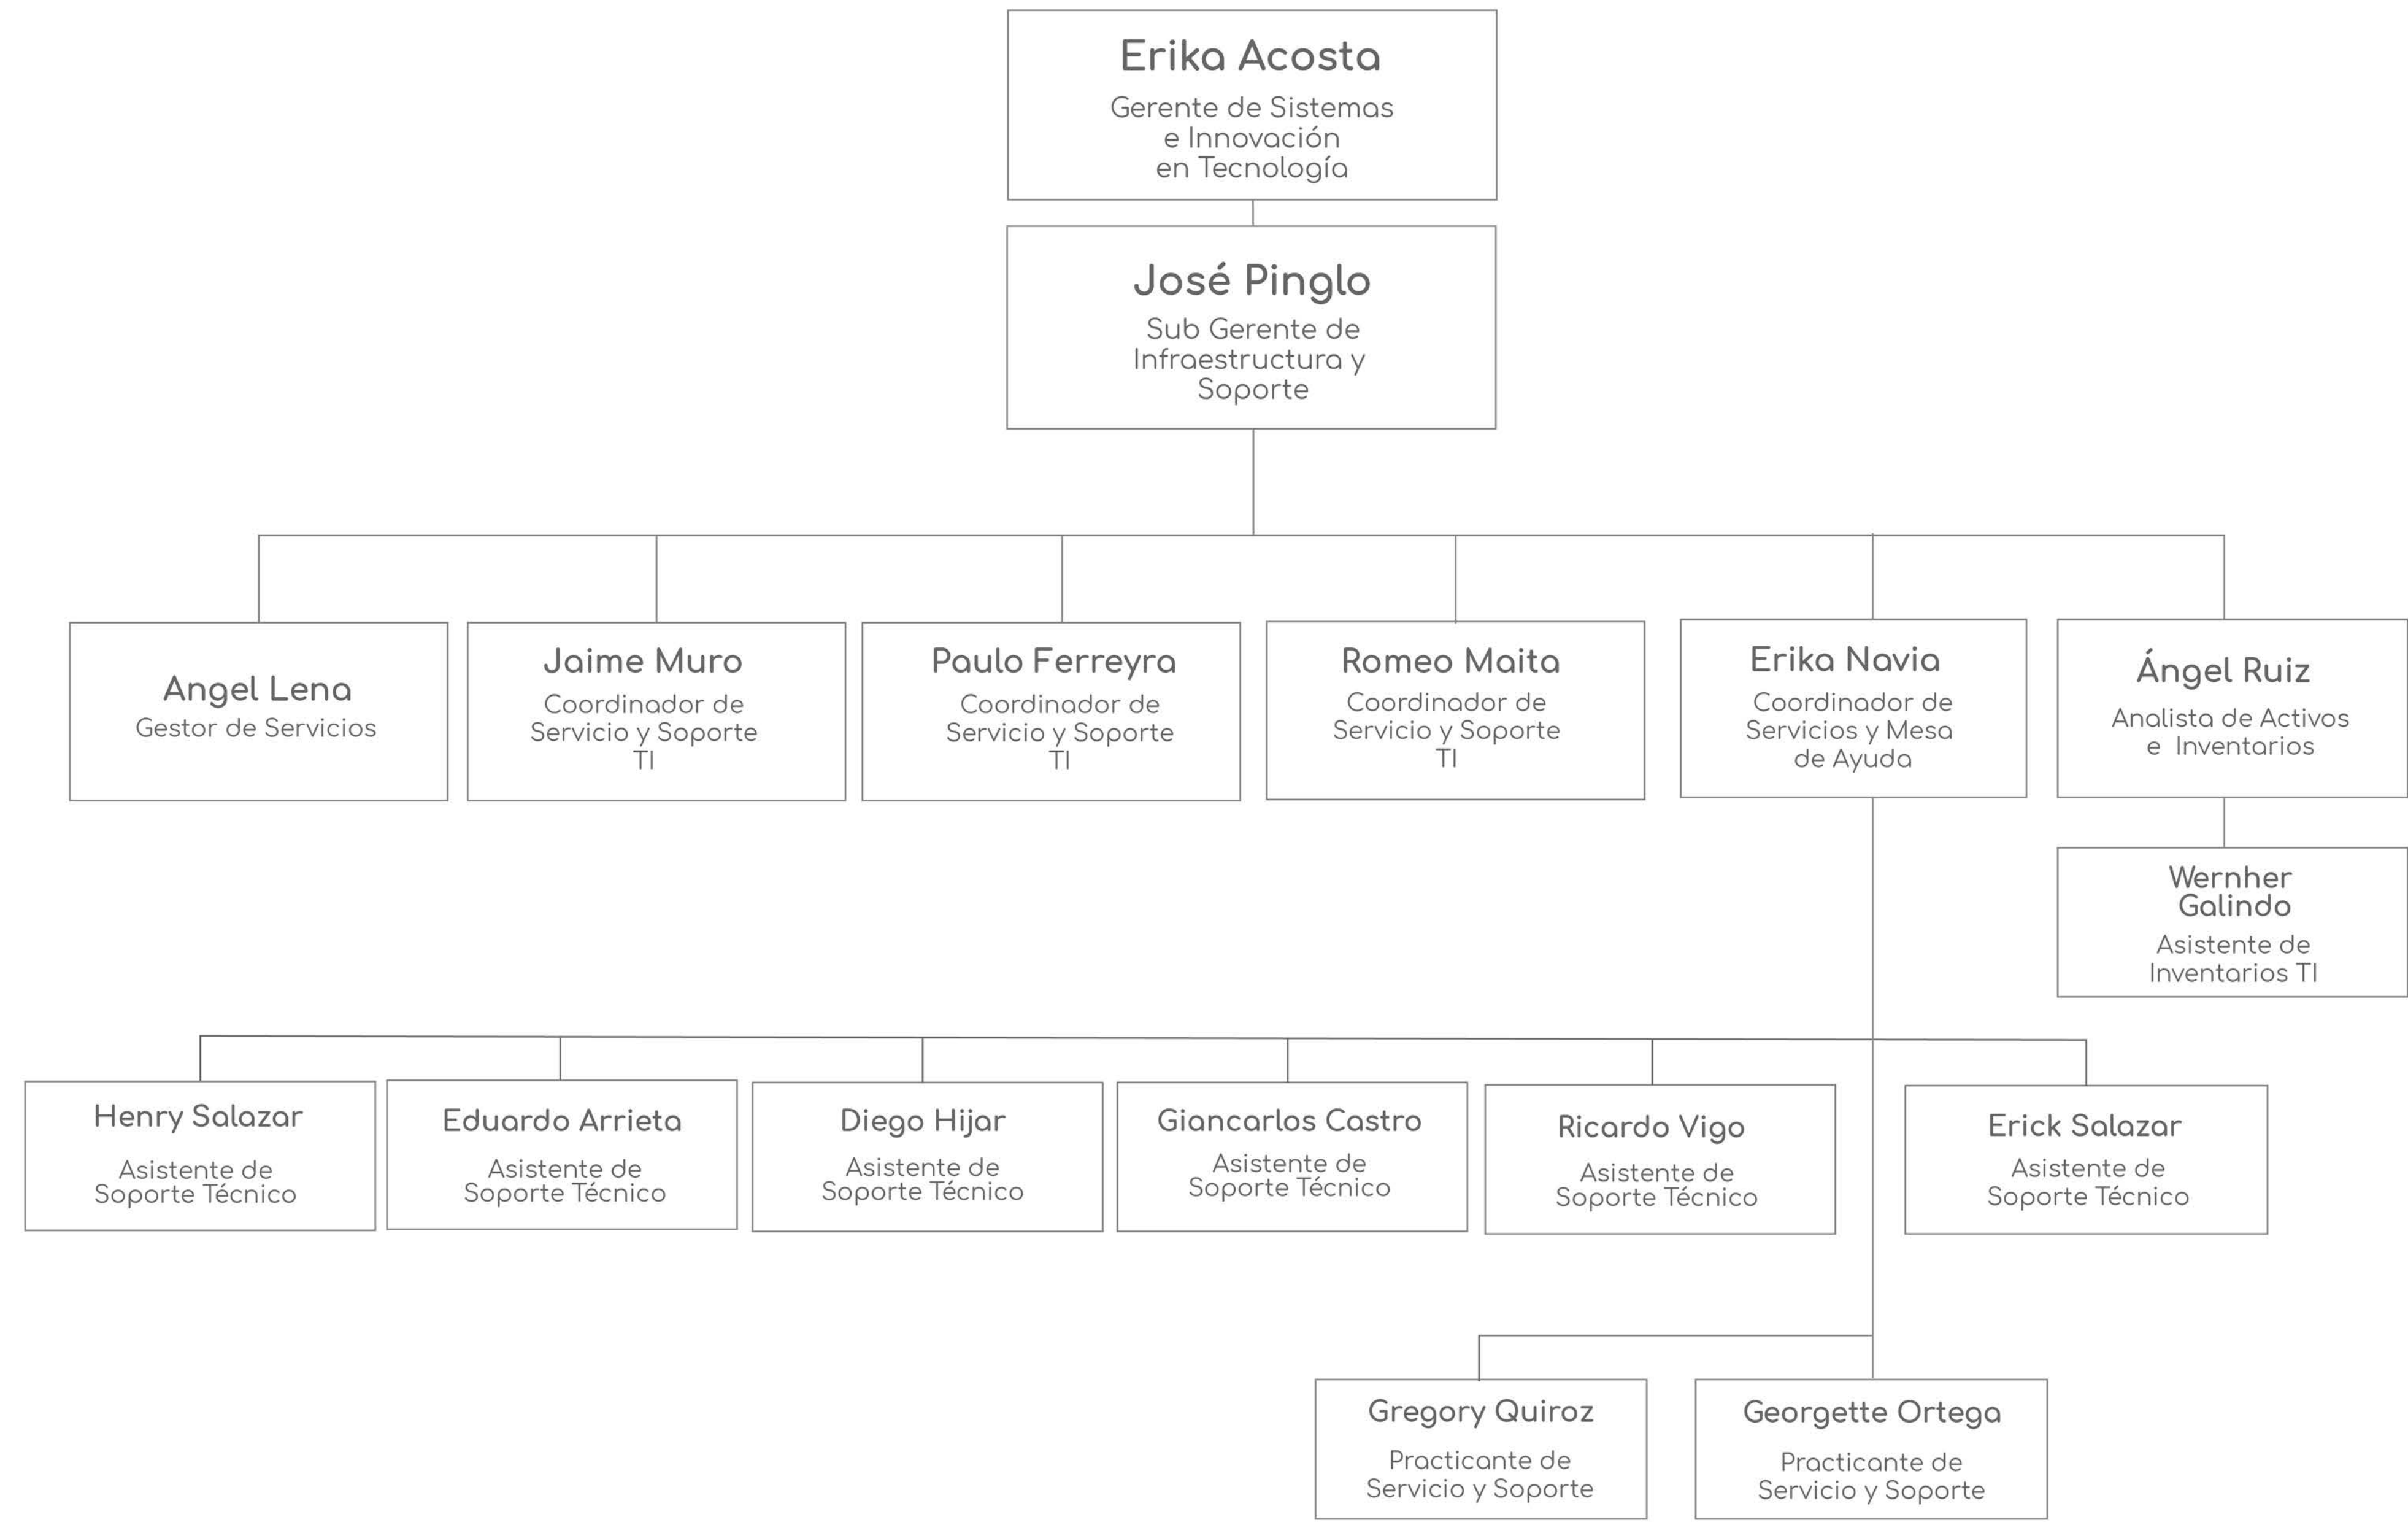 Erika Acosta
Gerente de Sistemas
e Innovación
en Tecnología
José Pinglo
Sub Gerente de
Infraestructura y
Soporte
Angel Lena
Gestor de Servicios
Jaime Muro
Coordinador de
Servicio y Soporte
TI
Paulo Ferreyra
Coordinador de
Servicio y Soporte
TI
Romeo Maita
Coordinador de
Servicio y Soporte
TI
Erika Navia
Coordinador de
Servicios y Mesa
de Ayuda
Ángel Ruiz
Analista de Activos
e Inventarios
Wernher
Galindo
Asistente de
Inventarios TI
Henry Salazar
Asistente de
Soporte Técnico
Eduardo Arrieta
Asistente de
Soporte Técnico
Diego Hijar
Asistente de
Soporte Técnico
Giancarlos Castro
Asistente de
Soporte Técnico
Ricardo Vigo
Asistente de
Soporte Técnico
Erick Salazar
Asistente de
Soporte Técnico
Gregory Quiroz
Practicante de
Servicio y Soporte
Georgette Ortega
Practicante de
Servicio y Soporte